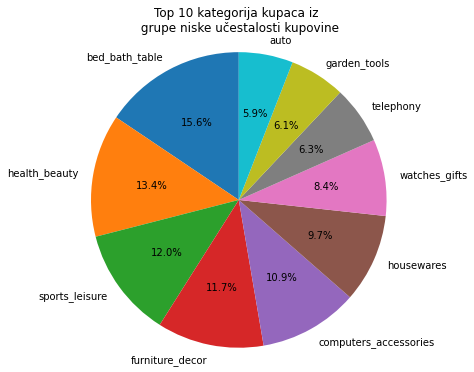 Top 10 kategorija kupaca iz
grupe niske učestalosti kupovine
auto
bed_bath_table
garden_tools
telephony
5.9%
15.6%
6.1%
6.3%
health_beauty
13.4%
8.4%
watches_gifts
12.0%
9.7%
housewares
10.9%
11.7%
sports_leisure
computers_accessories
furniture_decor